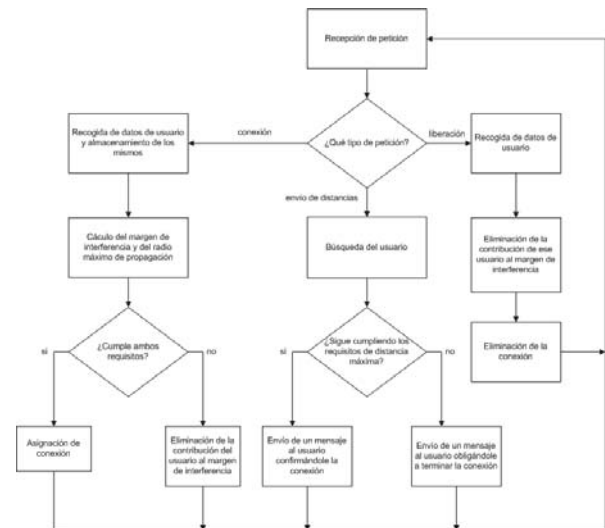 Recepción de petición
¿Qué tipo de petición?
conexión
liberación
envío de distancias
Recogida de datos de usuario
y almacenamiento de los
mismos
Cáculo del margen de
interferencia y del radio
máximo de propagación
¿Cumple ambos
requisitos?
si
no
Asignación de
conexión
Eliminación de la
contribución del
usuario al margen
de interferencia
Búsqueda del usuario
¿Sigue cumpliendo los
requisitos de distancia
máxima?
si
no
Envío de un mensaje
al usuario
confirmándole la
conexión
Envío de un mensaje
al usuario obligándole
a terminar la conexión
Recogida de datos de
usuario
Eliminación de la
contribución de ese
usuario al margen de
interferencia
Eliminación de la
conexión